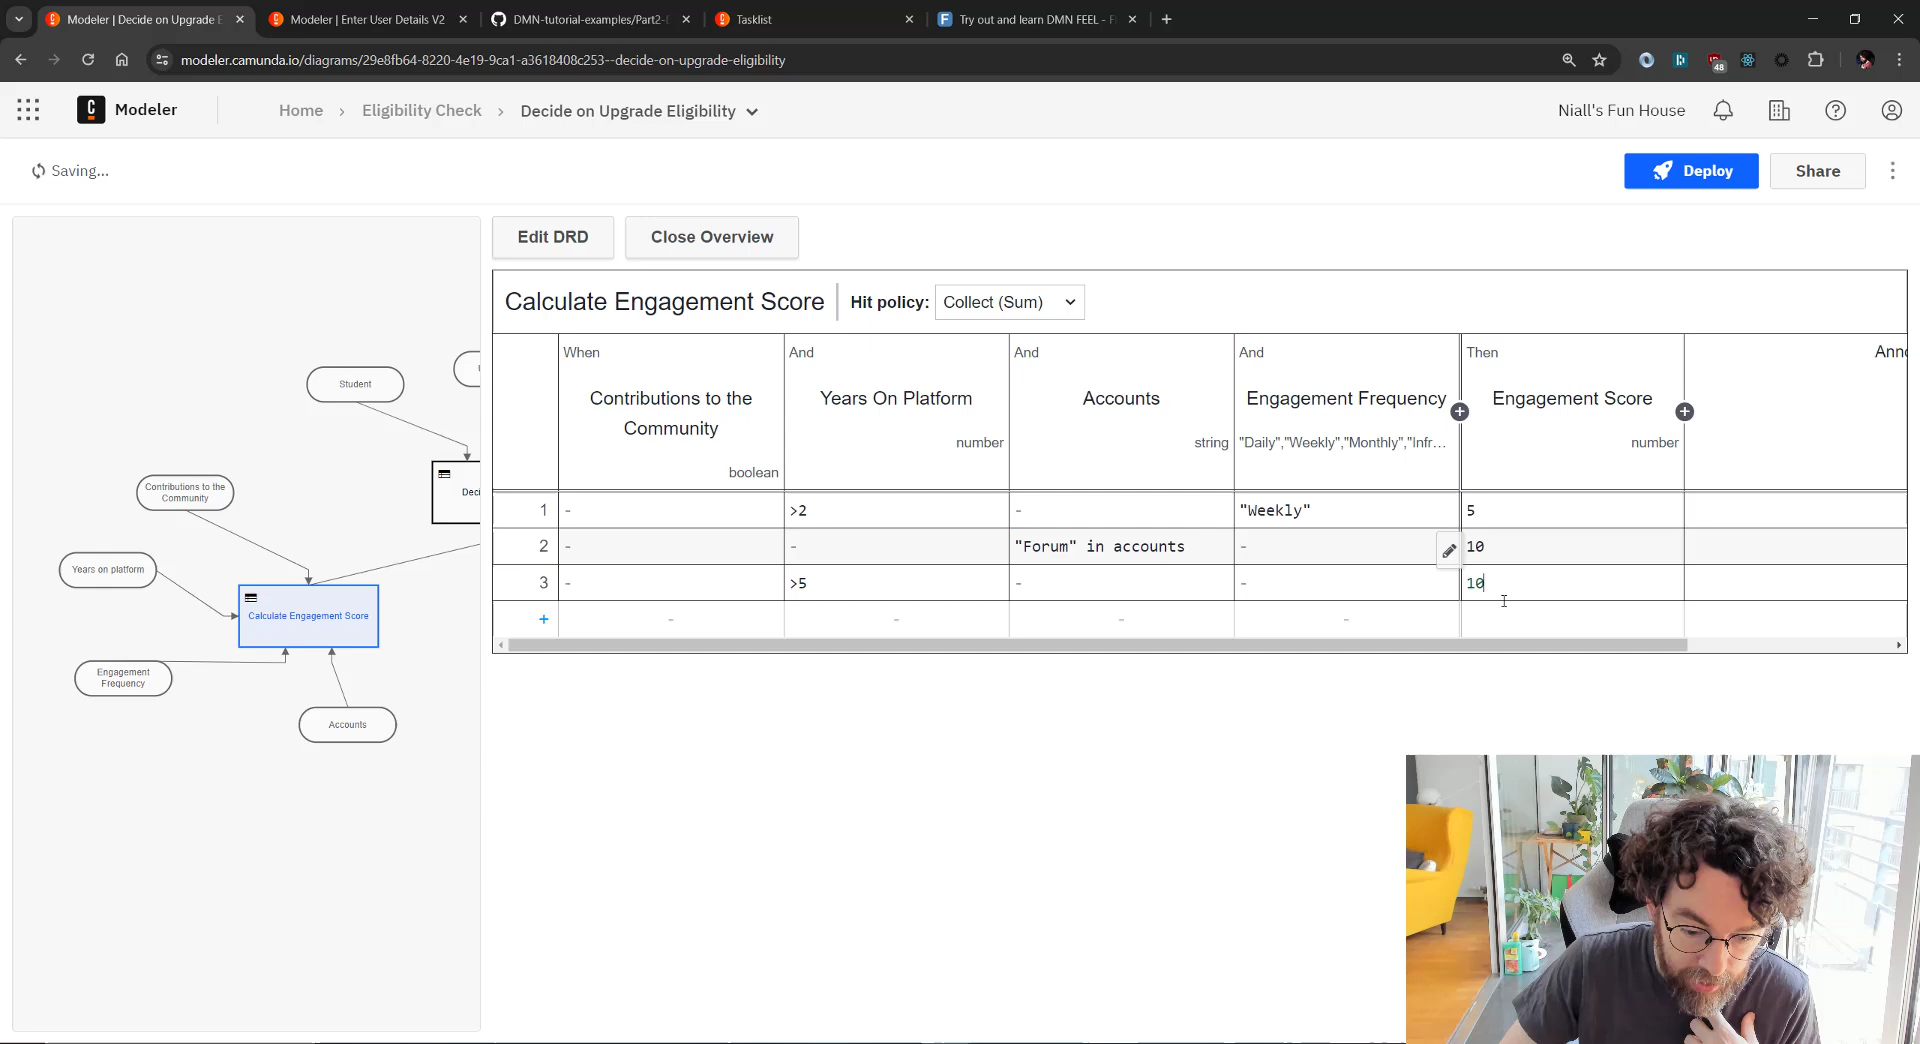 Modeler | Decide on Upgrade E
Modeler | Enter User Details V2
DMN-tutorial-examples/Part2-D
Tasklist
Try out and learn DMN FEEL - F
modeler.camunda.io/diagrams/29e8fb64-8220-4e19-9ca1-a3618408c253--decide-on-upgrade-eligibility
48
C
Modeler
Home
Eligibility Check
Decide on Upgrade Eligibility
Niall's Fun House
Saving...
Deploy
Share
Edit DRD
Close Overview
Calculate Engagement Score
Hit policy:
Collect (Sum)
When
And
And
And
Then
Anno
Contributions to the
Community
Years On Platform
Accounts
Engagement Frequency
Engagement Score
boolean
number
string
"Daily","Weekly","Monthly","Infr...
number
1 - >2 - "Weekly" 5
2 - - "Forum" in accounts - 10
3 - >5 - - 10
+ - - - -
Student
Contributions to the
Community
Deci
Years on platform
Calculate Engagement Score
Engagement
Frequency
Accounts